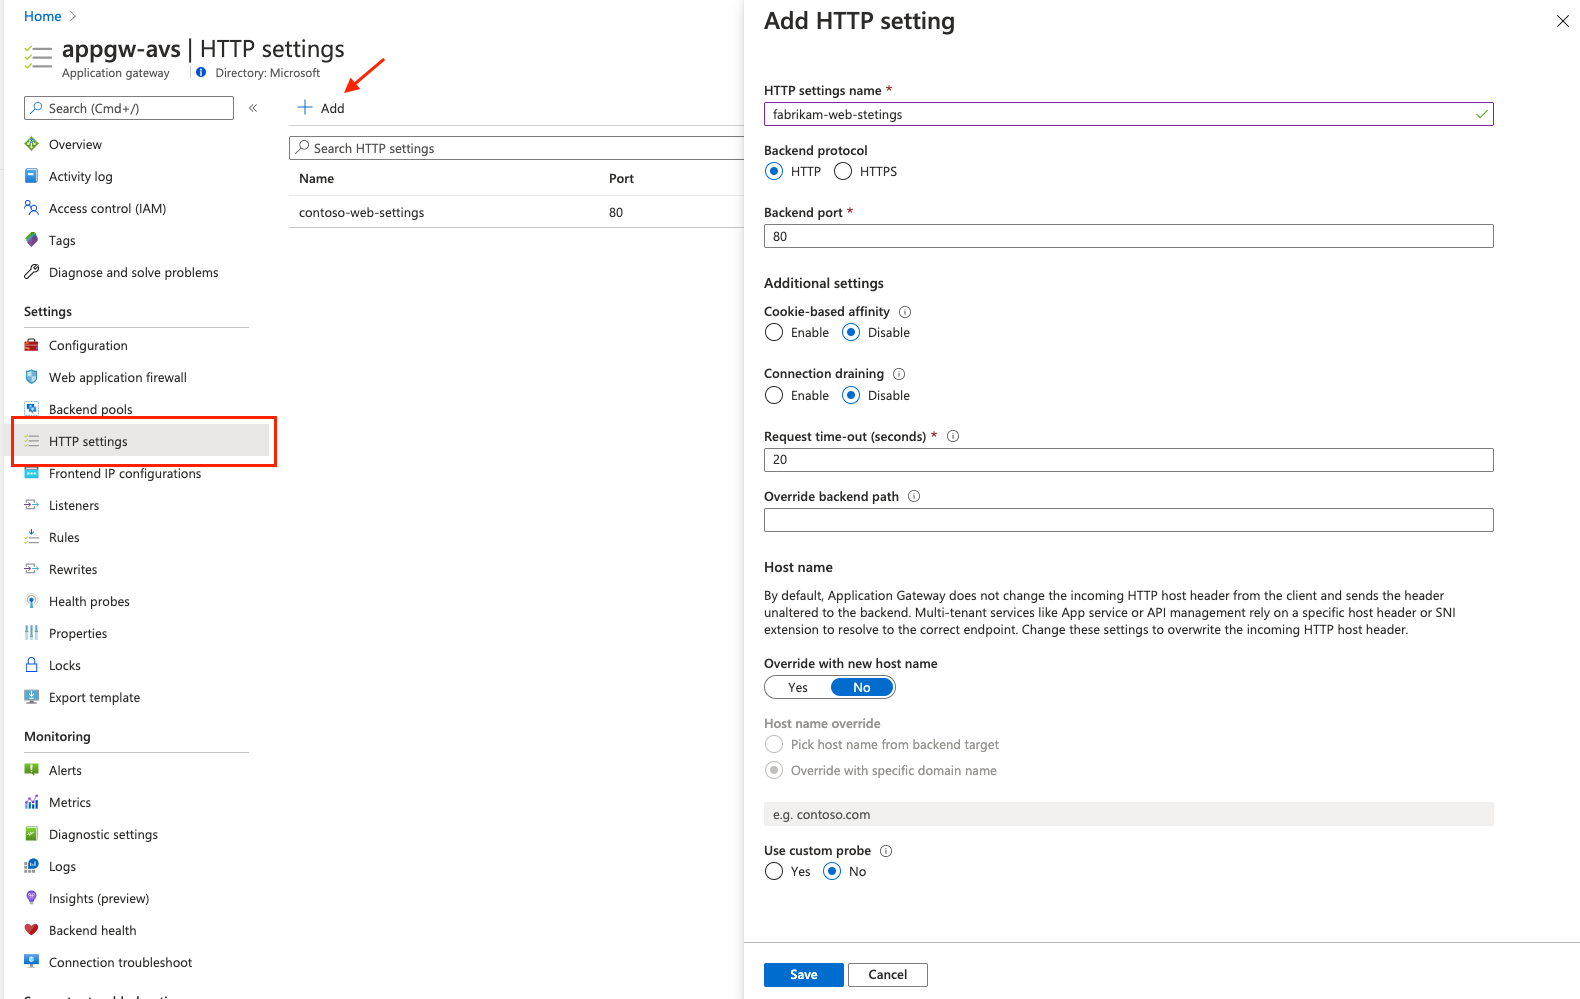 Home
appgw-avs | HTTP settings
Application gateway
Directory: Microsoft
Search (Cmd+/)
«
Overview
Activity log
Access control (IAM)
Tags
Diagnose and solve problems
Settings
Configuration
Web application firewall
Backend pools
HTTP settings
Frontend IP configurations
Listeners
Rules
Rewrites
Health probes
Properties
Locks
Export template
Monitoring
Alerts
Metrics
Diagnostic settings
Logs
Insights (preview)
Backend health
Connection troubleshoot
Add
Search HTTP settings
Name Port
contoso-web-settings 80
Add HTTP setting
HTTP settings name *
fabrikam-web-stetings
Backend protocol
HTTP HTTPS
Backend port *
80
Additional settings
Cookie-based affinity
Enable Disable
Connection draining
Enable Disable
Request time-out (seconds) *
20
Override backend path
Host name
By default, Application Gateway does not change the incoming HTTP host header from the client and sends the header
unaltered to the backend. Multi-tenant services like App service or API management rely on a specific host header or SNI
extension to resolve to the correct endpoint. Change these settings to overwrite the incoming HTTP host header.
Override with new host name
Yes No
Host name override
Pick host name from backend target
Override with specific domain name
e.g. contoso.com
Use custom probe
Yes No
Save Cancel